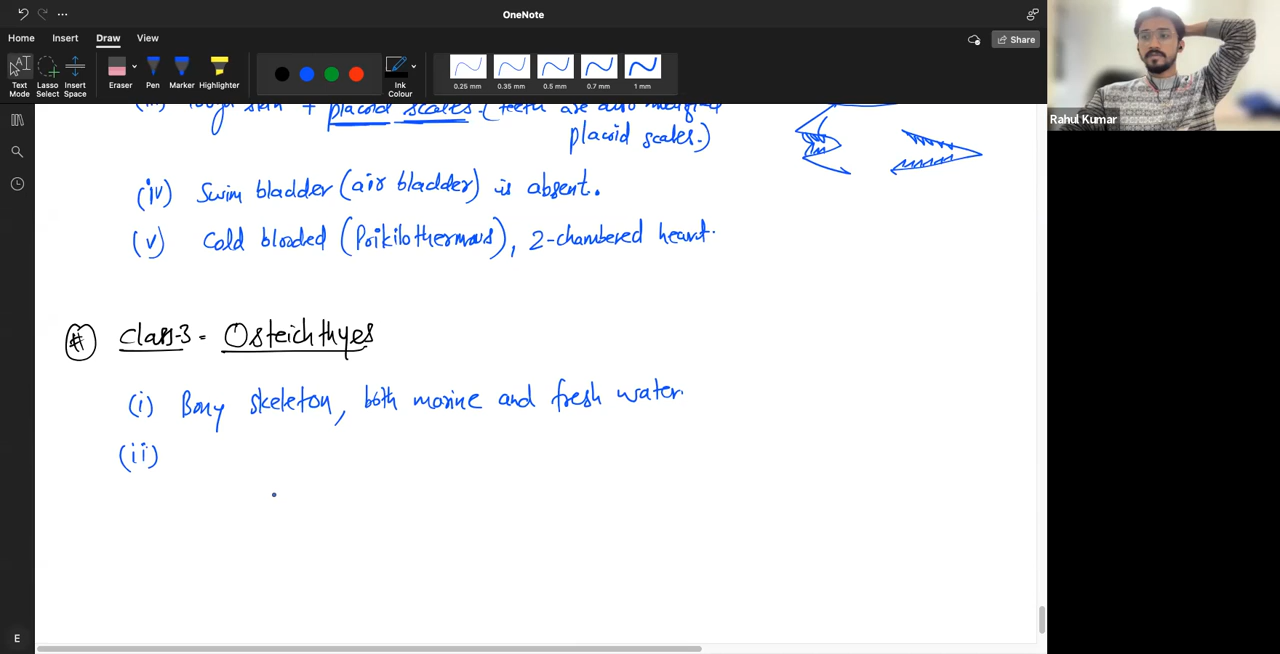 OneNote
Home Insert Draw View
Share
Text Mode
Lasso Select
Insert Space
Eraser
Pen
Marker
Highlighter
Ink Colour
0.25 mm
0.35 mm
0.5 mm
0.7 mm
1 mm
Rahul Kumar
skin + placoid scales. (teeth are also modified
placoid scales.)
(iv) Swim bladder (air bladder) is absent.
(v) Cold blooded (Poikilothermous), 2-chambered heart.
# Class-3 = Osteichthyes
(i) Bony skeleton, both marine and fresh water.
(ii)
E